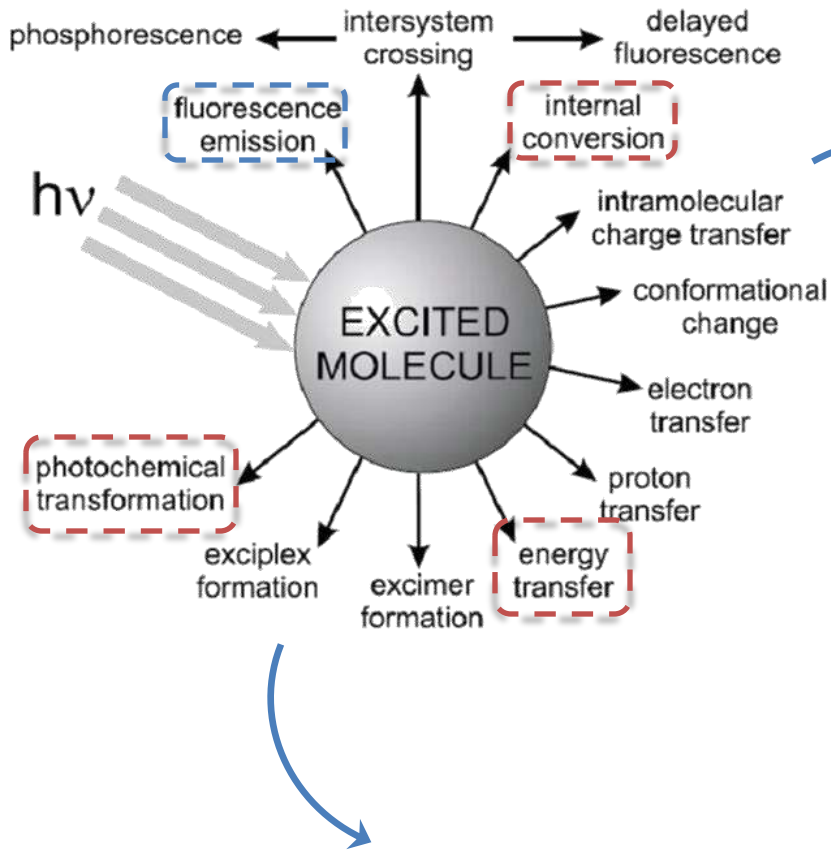 phosphorescence
intersystem
crossing
delayed
fluorescence
fluorescence
emission
internal
conversion
hν
intramolecular
charge transfer
conformational
change
EXCITED
MOLECULE
electron
transfer
photochemical
transformation
proton
transfer
exciplex
formation
excimer
formation
energy
transfer